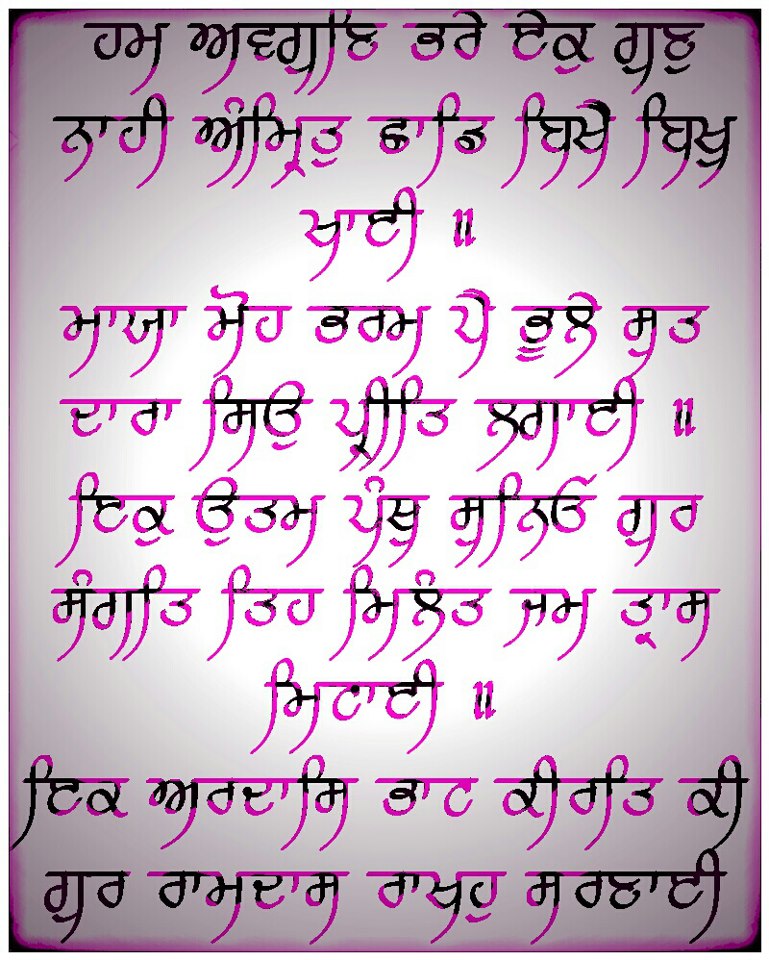 ਹਮ ਅਵਗੁਣਿ ਭਰੇ ਏਕੁ ਗੁਣੁ
ਨਾਹੀ ਅੰਮ੍ਰਿਤੁ ਛਾਡਿ ਬਿਖੈ ਬਿਖੁ
ਖਾਈ ॥
ਮਾਯਾ ਮੋਹ ਭਰਮ ਪੈ ਭੂਲੇ ਸੁਤ
ਦਾਰਾ ਸਿਉ ਪ੍ਰੀਤਿ ਲਗਾਈ ॥
ਇਕੁ ਉਤਮ ਪੰਥੁ ਸੁਨਿਓ ਗੁਰ
ਸੰਗਤਿ ਤਿਹ ਮਿਲੰਤ ਜਮ ਤ੍ਰਾਸ
ਮਿਟਾਈ ॥
ਇਕ ਅਰਦਾਸਿ ਭਾਟ ਕੀਰਤਿ ਕੀ
ਗੁਰ ਰਾਮਦਾਸ ਰਾਖਹੁ ਸਰਣਾਈ